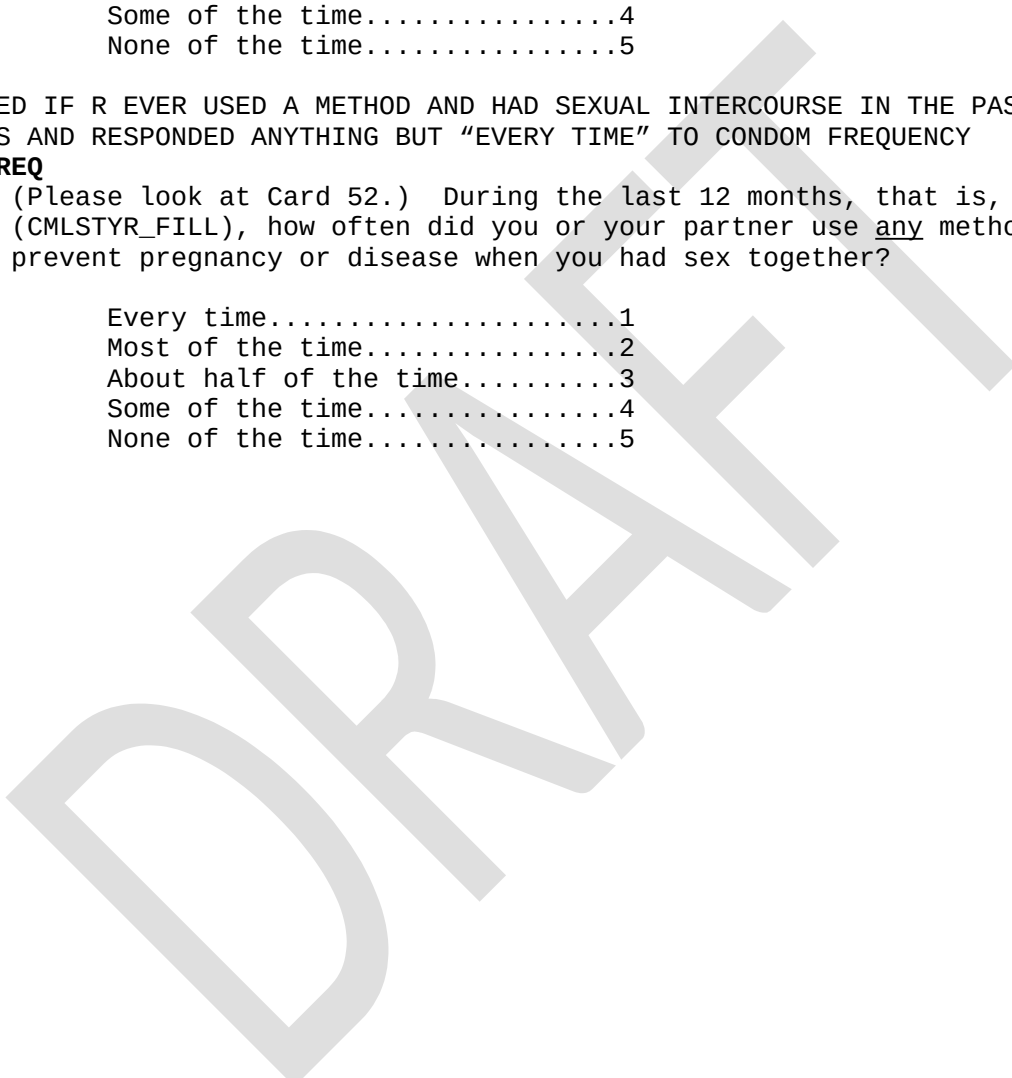 Some of the time................4
None of the time................5
ED IF R EVER USED A METHOD AND HAD SEXUAL INTERCOURSE IN THE PAS
S AND RESPONDED ANYTHING BUT “EVERY TIME” TO CONDOM FREQUENCY
REQ
(Please look at Card 52.)  During the last 12 months, that is,
(CMLSTYR_FILL), how often did you or your partner use any metho
prevent pregnancy or disease when you had sex together?
Every time......................1
Most of the time................2
About half of the time..........3
Some of the time................4
None of the time................5
DRAFT